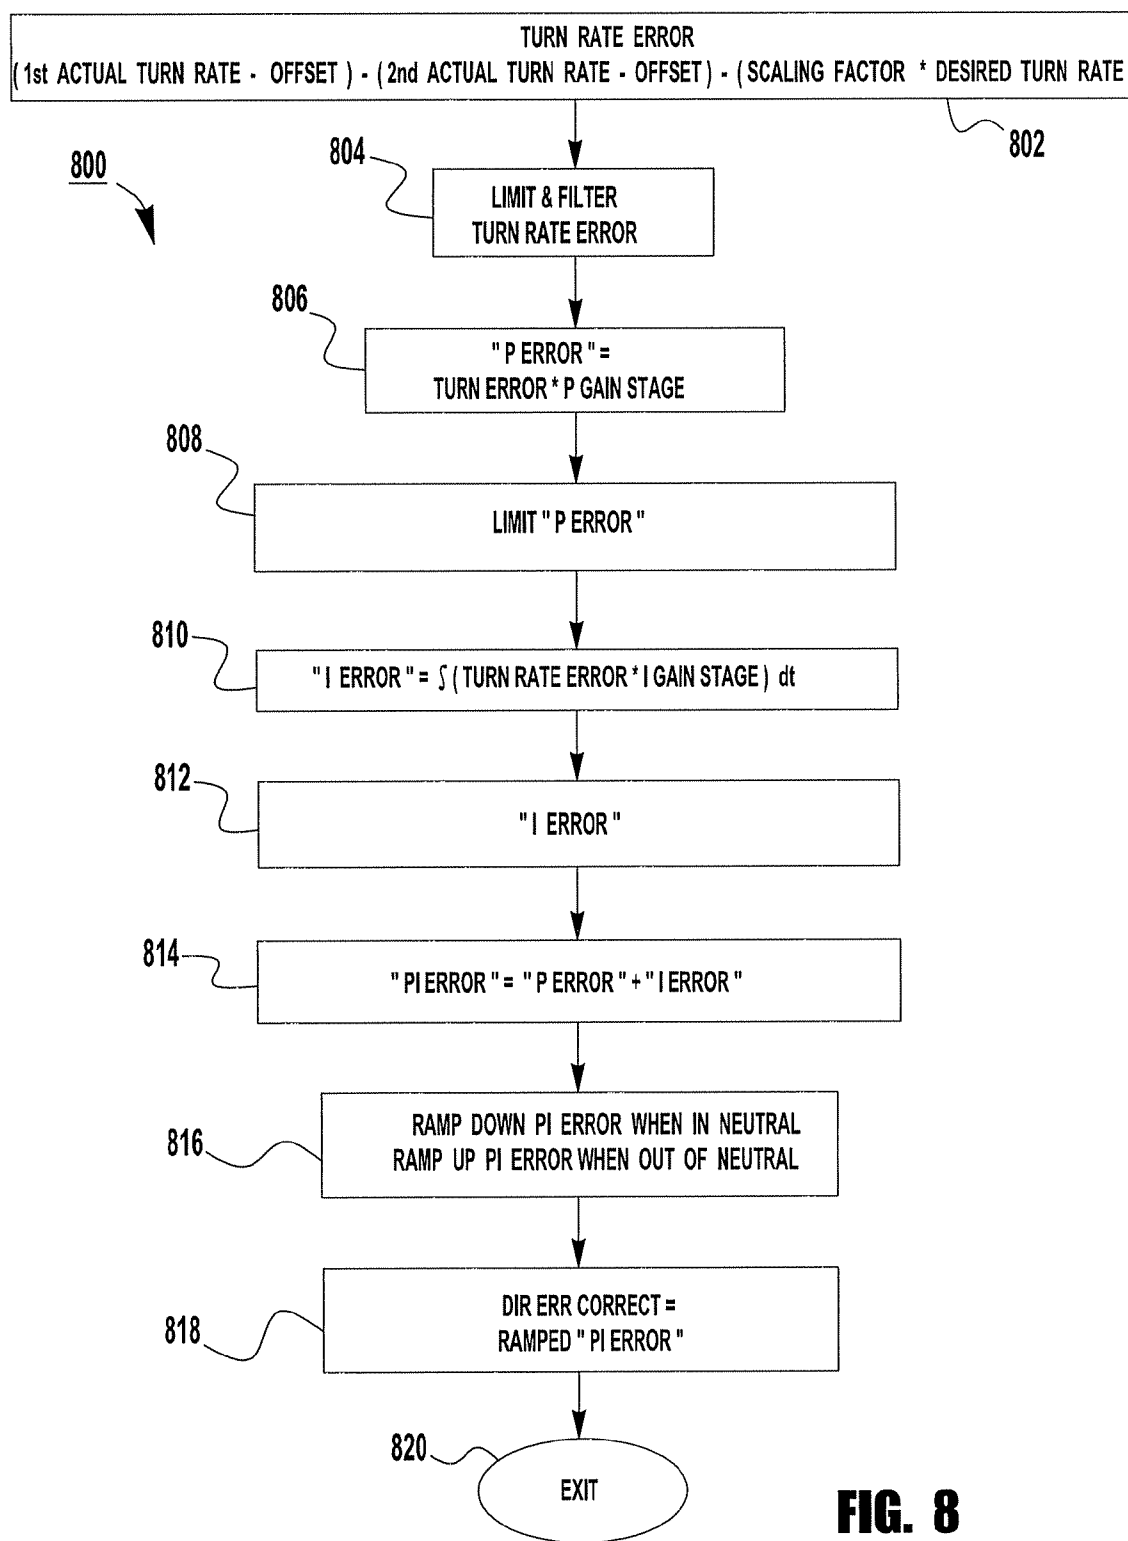 TURN RATE ERROR
( 1st ACTUAL TURN RATE - OFFSET ) - ( 2nd ACTUAL TURN RATE - OFFSET) - ( SCALING FACTOR * DESIRED TURN RATE
802
804
800
LIMIT & FILTER
TURN RATE ERROR
806
" P ERROR " =
TURN ERROR * P GAIN STAGE
808
LIMIT " P ERROR "
810
" I ERROR " = ∫ ( TURN RATE ERROR * I GAIN STAGE ) dt
812
" I ERROR "
814
" PI ERROR " = " P ERROR " + " I ERROR "
816
RAMP DOWN PI ERROR WHEN IN NEUTRAL
RAMP UP PI ERROR WHEN OUT OF NEUTRAL
818
DIR ERR CORRECT =
RAMPED " PI ERROR "
820
EXIT
FIG. 8